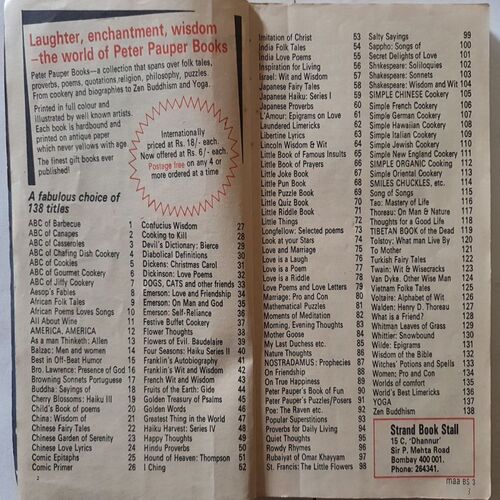 Laughter, enchantment, wisdom
—the world of Peter Pauper Books
Peter Pauper Books—a collection that spans over folk tales,
proverbs, poems, quotations, religion, philosophy, puzzles.
From cookery and biographies to Zen Buddhism and Yoga.
Printed in full colour and
illustrated by well known artists.
Each book is hardbound and
printed on antique paper
which never yellows with age.
The finest gift books ever
published!
Internationally
priced at Rs. 18/- each.
Now offered at Rs. 6/- each.
Postage free on any 4 or
more ordered at a time
A fabulous choice of
138 titles
ABC of Barbecue 1
ABC of Canapes 2
ABC of Casseroles 3
ABC of Chafing Dish Cookery 4
ABC of Cookies 5
ABC of Gourmet Cookery 6
ABC of Jiffy Cookery 7
Aesop's Fables 8
African Folk Tales 9
African Poems Loves Songs 10
All About Wine 11
AMERICA, AMERICA 12
As a man Thinketh: Allen 13
Balzac: Men and women 14
Best in Off-Beat Humor 15
Bro. Lawrence: Presence of God 16
Browning Sonnets Portuguese 17
Buddha: Sayings of 18
Cherry Blossoms: Haiku III 19
Child's Book of poems 20
China: Wisdom of 21
Chinese Fairy Tales 22
Chinese Garden of Serenity 23
Chinese Love Lyrics 24
Comic Epitaphs 25
Comic Primer 26
Confucius Wisdom 27
Cooking to Kill 28
Devil's Dictionary: Bierce 29
Diabolical Definitions 30
Dickens: Christmas Carol 31
Dickinson: Love Poems 32
DOGS, CATS and other friends 33
Emerson: Love and Friendship 34
Emerson: On Man and God 35
Emerson: Self-Reliance 36
Festive Buffet Cookery 37
Flower Thoughts 38
Flowers of Evil. Baudelaire 39
Four Seasons: Haiku Series II 40
Franklin's Autobiography 41
Franklin's Wit and Wisdom 42
French Wit and Wisdom 43
Fruits of the Earth: Gide 44
Golden Treasury of Psalms 45
Golden Words 46
Greatest Thing in the World 47
Haiku Harvest: Series IV 48
Happy Thoughts 49
Hindu Proverbs 50
Hound of Heaven: Thompson 51
I Ching 52
2
Imitation of Christ 53
India Folk Tales 54
India Love Poems 55
Inspiration for Living 56
Israel: Wit and Wisdom 57
Japanese Fairy Tales 58
Japanese Haiku: Series I 59
Japanese Proverbs 60
L'Amour: Epigrams on Love 61
Laundered Limericks 62
Libertine Lyrics 63
Lincoln Wisdom & Wit 64
Little Book of Famous Insults 65
Little Book of Prayers 66
Little Joke Book 67
Little Pun Book 68
Little Puzzle Book 69
Little Quiz Book 70
Little Riddle Book 71
Little Things 72
Longfellow: Selected poems 73
Look at your Stars 74
Love and Marriage 75
Love is a Laugh 76
Love is a Poem 77
Love is a Riddle 78
Love Poems and Love Letters 79
Marriage: Pro and Con 80
Mathematical Puzzles 81
Moments of Meditation 82
Morning, Evening Thoughts 83
Mother Goose 84
My Last Duchess etc. 85
Nature Thoughts 86
NOSTRADAMUS: Prophecies 87
On Friendship 88
On True Happiness 89
Peter Pauper's Book of Fun 90
Peter Pauper's Puzzles/Posers 91
Poe: The Raven etc. 92
Popular Superstitions 93
Proverbs for Daily Living 94
Quiet Thoughts 95
Rowdy Rhymes 96
Rubaiyat of Omar Khayyam 97
St. Francis: The Little Flowers 98
Salty Sayings 99
Sappho: Songs of 100
Secret Delights of Love 101
Shakespeare: Soliloquies 102
Shakespeare: Sonnets 103
Shakespeare: Wisdom and Wit 104
SIMPLE CHINESE Cookery 105
Simple French Cookery 106
Simple German Cookery 107
Simple Hawaiian Cookery 108
Simple Italian Cookery 109
Simple Jewish Cookery 110
Simple New England Cookery 111
SIMPLE ORGANIC Cooking 112
Simple Oriental Cookery 113
SMILES CHUCKLES, etc. 114
Song of Songs 115
Tao: Mastery of Life 116
Thoreau: On Man & Nature 117
Thoughts for a Good Life 118
TIBETAN BOOK of the Dead 119
Tolstoy: What men Live By 120
To Mother 121
Turkish Fairy Tales 122
Twain: Wit & Wisecracks 123
Van Dyke. Other Wise Man 124
Vietnam Folke Tales 125
Voltaire: Alphabet of Wit 126
Walden: Henry D. Thoreau 127
What is a Friend? 128
Whitman Leaves of Grass 129
Whittier: Snowbound 130
Wilde: Epigrams 131
Wisdom of the Bible 132
Witches' Potions and Spells 133
Women; Pro and Con 134
Worlds of comfort 135
World's Best Limericks 136
YOGA 137
Zen Buddhism 138
Strand Book Stall
15 C, 'Dhannur'
Sir P. Mehta Road
Bombay 400 001.
Phone: 264341.
maa BS 3
3